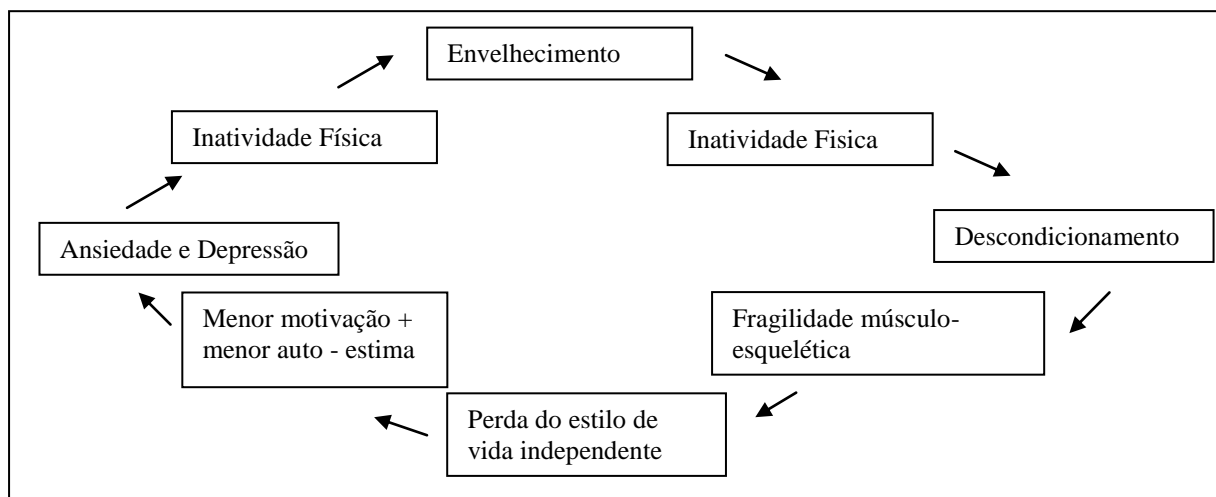 Envelhecimento
Inatividade Física
Inatividade Fisica
Ansiedade e Depressão
Descondicionamento
Menor motivação +
menor auto - estima
Fragilidade músculo-
esquelética
Perda do estilo de
vida independente